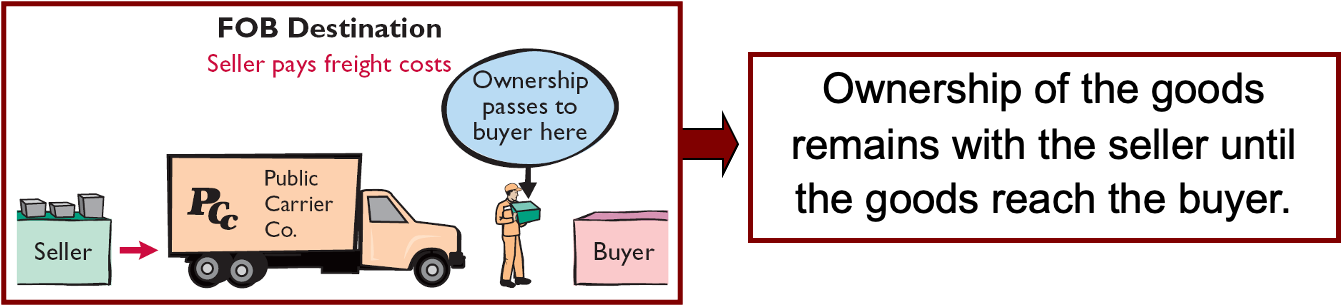 FOB Destination
Seller pays freight costs
Ownership
passes to
buyer here
PCc
Public
Carrier
Co.
Seller
Buyer
Ownership of the goods
remains with the seller until
the goods reach the buyer.